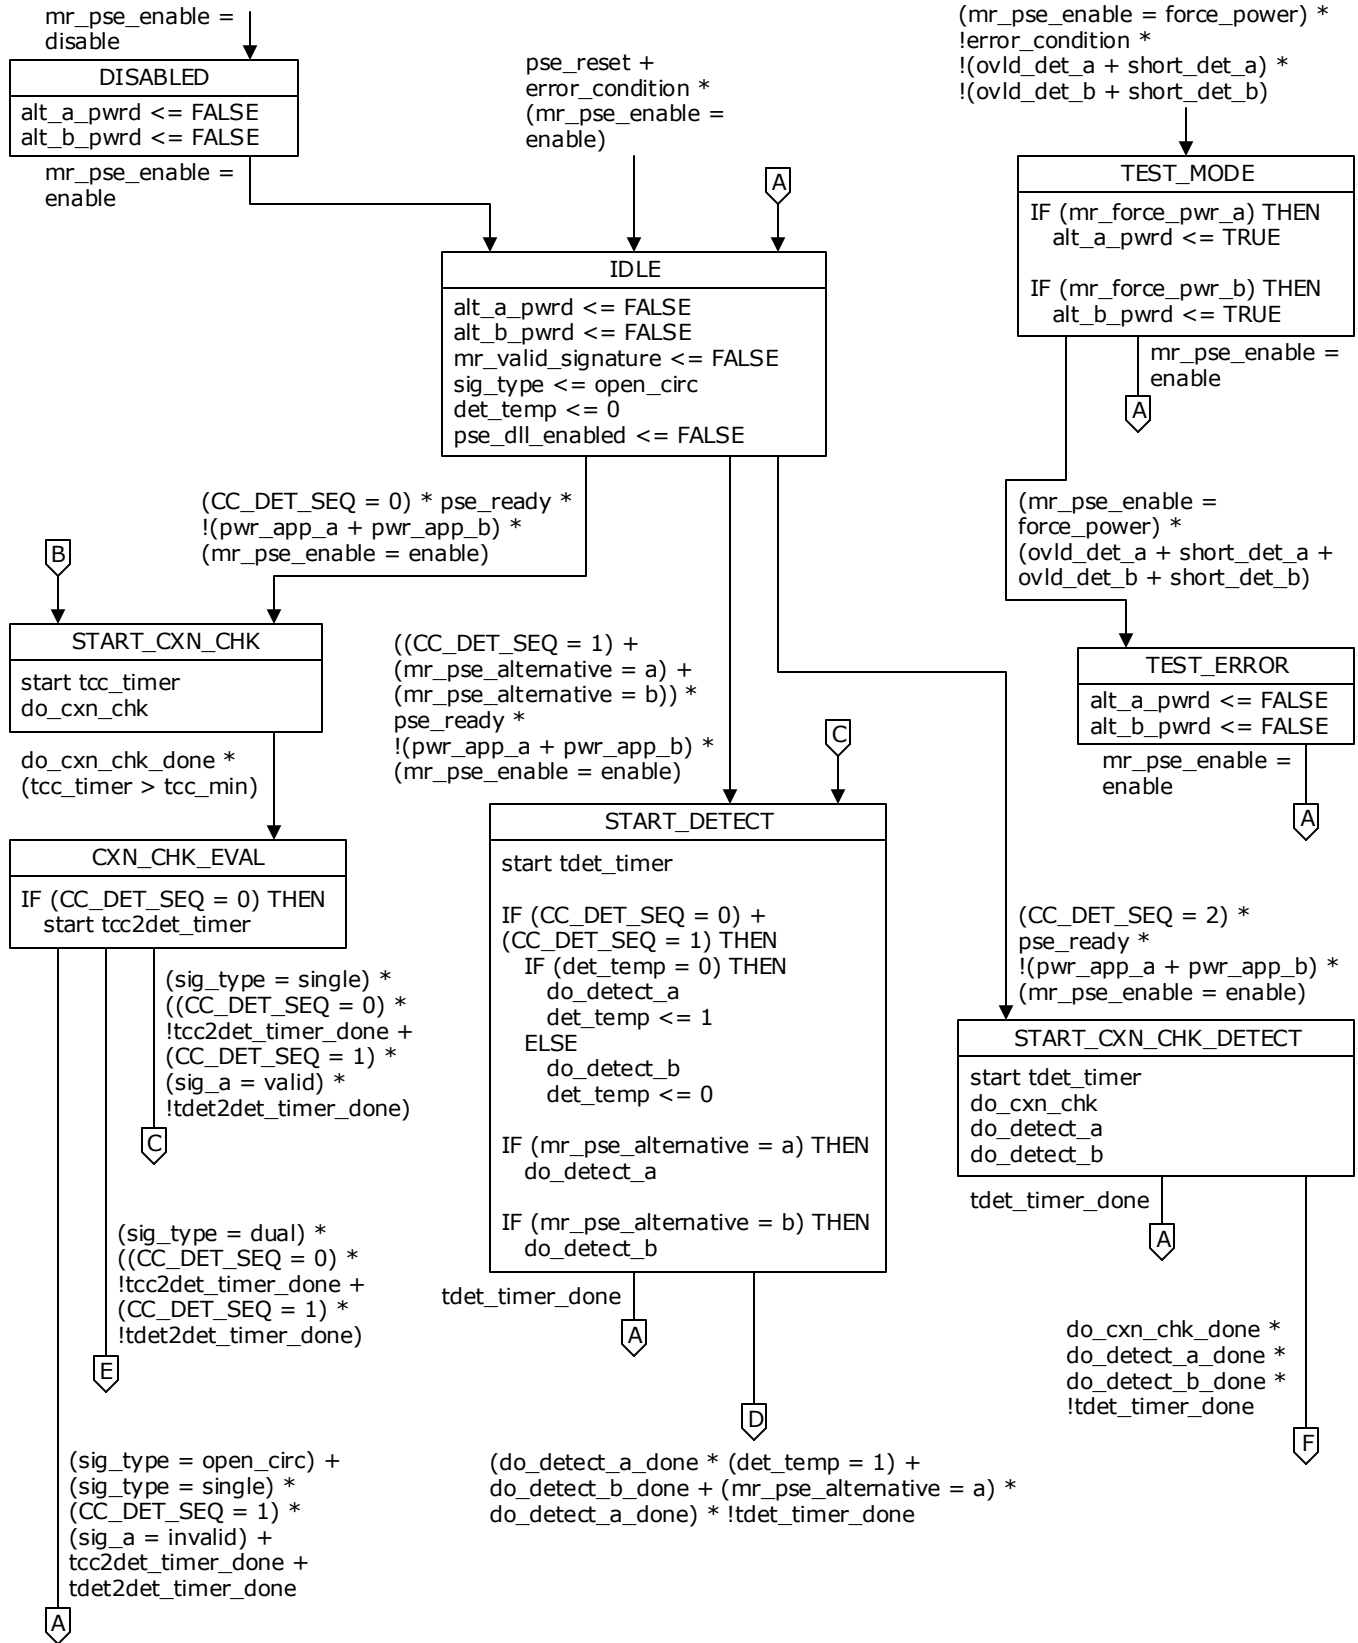 mr_pse_enable =
disable
DISABLED
alt_a_pwrd <= FALSE
alt_b_pwrd <= FALSE
mr_pse_enable =
enable
pse_reset +
error_condition *
(mr_pse_enable =
enable)
A
(mr_pse_enable = force_power) *
!error_condition *
!(ovld_det_a + short_det_a) *
!(ovld_det_b + short_det_b)
TEST_MODE
IF (mr_force_pwr_a) THEN
alt_a_pwrd <= TRUE
IF (mr_force_pwr_b) THEN
alt_b_pwrd <= TRUE
mr_pse_enable =
enable
A
IDLE
alt_a_pwrd <= FALSE
alt_b_pwrd <= FALSE
mr_valid_signature <= FALSE
sig_type <= open_circ
det_temp <= 0
pse_dll_enabled <= FALSE
(CC_DET_SEQ = 0) * pse_ready *
!(pwr_app_a + pwr_app_b) *
(mr_pse_enable = enable)
B
(mr_pse_enable =
force_power) *
(ovld_det_a + short_det_a +
ovld_det_b + short_det_b)
START_CXN_CHK
start tcc_timer
do_cxn_chk
do_cxn_chk_done *
(tcc_timer > tcc_min)
((CC_DET_SEQ = 1) +
(mr_pse_alternative = a) +
(mr_pse_alternative = b)) *
pse_ready *
!(pwr_app_a + pwr_app_b) *
(mr_pse_enable = enable)
C
TEST_ERROR
alt_a_pwrd <= FALSE
alt_b_pwrd <= FALSE
mr_pse_enable =
enable
A
CXN_CHK_EVAL
IF (CC_DET_SEQ = 0) THEN
start tcc2det_timer
(sig_type = single) *
((CC_DET_SEQ = 0) *
!tcc2det_timer_done +
(CC_DET_SEQ = 1) *
(sig_a = valid) *
!tdet2det_timer_done)
C
(sig_type = dual) *
((CC_DET_SEQ = 0) *
!tcc2det_timer_done +
(CC_DET_SEQ = 1) *
!tdet2det_timer_done)
E
(sig_type = open_circ) +
(sig_type = single) *
(CC_DET_SEQ = 1) *
(sig_a = invalid) +
tcc2det_timer_done +
tdet2det_timer_done
A
START_DETECT
start tdet_timer
IF (CC_DET_SEQ = 0) +
(CC_DET_SEQ = 1) THEN
IF (det_temp = 0) THEN
do_detect_a
det_temp <= 1
ELSE
do_detect_b
det_temp <= 0
IF (mr_pse_alternative = a) THEN
do_detect_a
IF (mr_pse_alternative = b) THEN
do_detect_b
tdet_timer_done
A
D
(do_detect_a_done * (det_temp = 1) +
do_detect_b_done + (mr_pse_alternative = a) *
do_detect_a_done) * !tdet_timer_done
(CC_DET_SEQ = 2) *
pse_ready *
!(pwr_app_a + pwr_app_b) *
(mr_pse_enable = enable)
START_CXN_CHK_DETECT
start tdet_timer
do_cxn_chk
do_detect_a
do_detect_b
tdet_timer_done
A
do_cxn_chk_done *
do_detect_a_done *
do_detect_b_done *
!tdet_timer_done
F